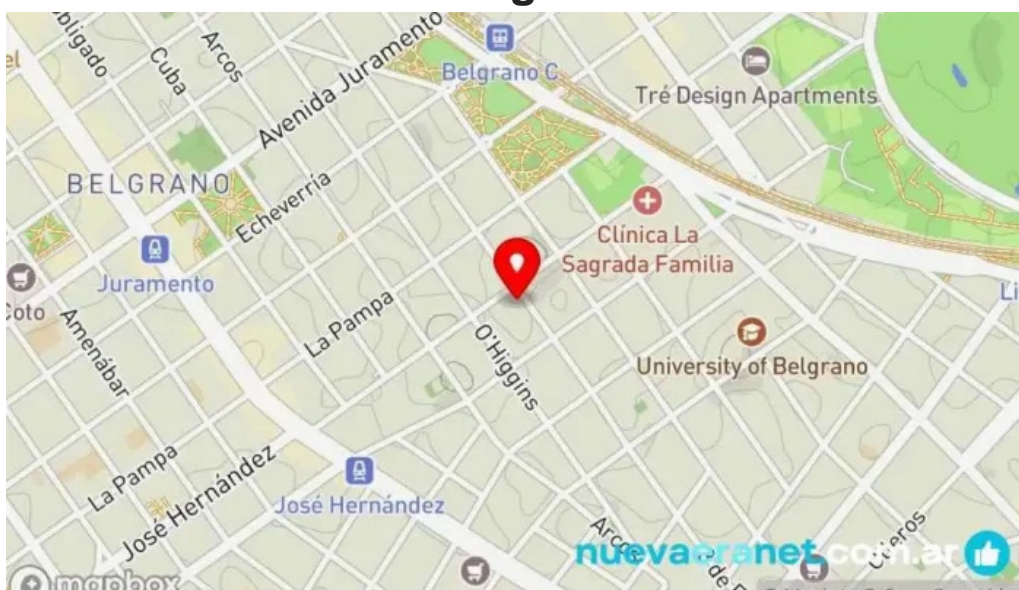 Obligado
Cuba
Arcos
Avenida Juramento
Belgrano C
Tré Design Apartments
BELGRANO
Echeverría
Clínica La
Sagrada Familia
Juramento
Coto
Amenábar
La Pampa
O'Higgins
University of Belgrano
La Pampa
José Hernández
José Hernández
Arcos
nuevaeranet.com.ar
mapbox